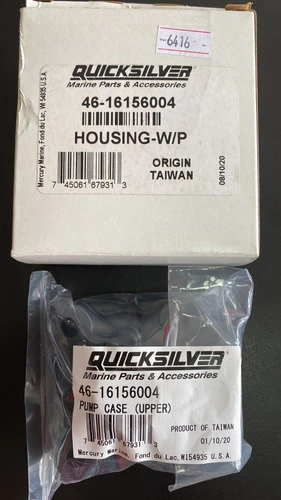 6416 -
QUICKSILVER
Marine Parts & Accessories
46-16156004
HOUSING-W/P
ORIGIN
TAIWAN
7 45061 67931 3
08/10/20
Mercury Marine, Fond du Lac, WI 54935 U.S.A.
QUICKSILVER
Marine Parts & Accessories
46-16156004
PUMP CASE (UPPER)
7 45061 67931 3
PRODUCT OF TAIWAN
01/10/20
Mercury Marine, Fond du Lac, WI54935 U.S.A.